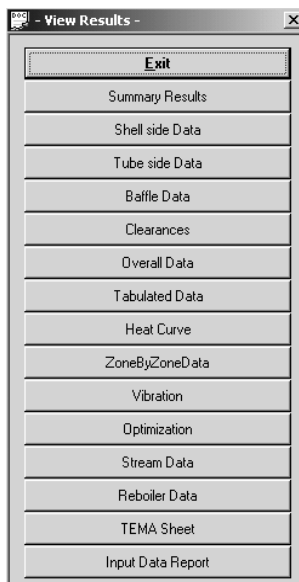 DOC
- View Results -
X
Exit
Summary Results
Shell side Data
Tube side Data
Baffle Data
Clearances
Overall Data
Tabulated Data
Heat Curve
ZoneByZoneData
Vibration
Optimization
Stream Data
Reboiler Data
TEMA Sheet
Input Data Report